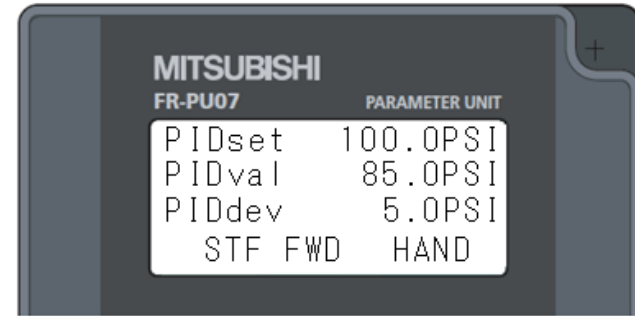 MITSUBISHI
FR-PU07 PARAMETER UNIT
PIDset 100.0PSI
PIDval 85.0PSI
PIDdev 5.0PSI
STF FWD HAND